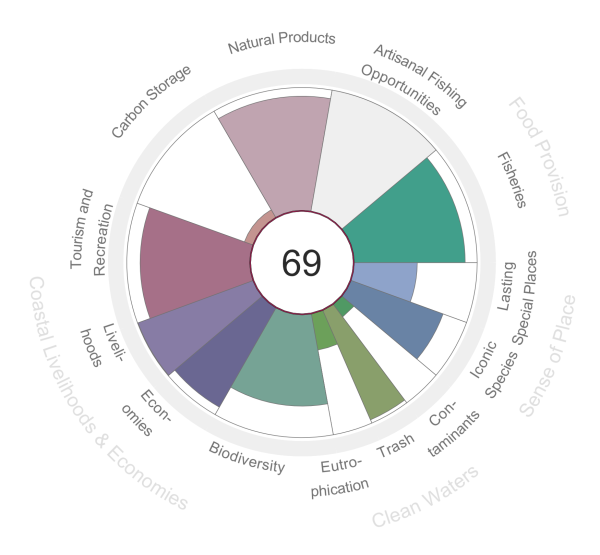 Natural Products
Artisanal Fishing
Opportunities
Carbon Storage
Food Provision
Fisheries
Tourism and
Recreation
69
Lasting
Special Places
Iconic
Species
Sense of Place
Con-
taminants
Trash
Clean Waters
Eutro-
phication
Biodiversity
Econ-
omies
Liveli-
hoods
Coastal Livelihoods & Economies